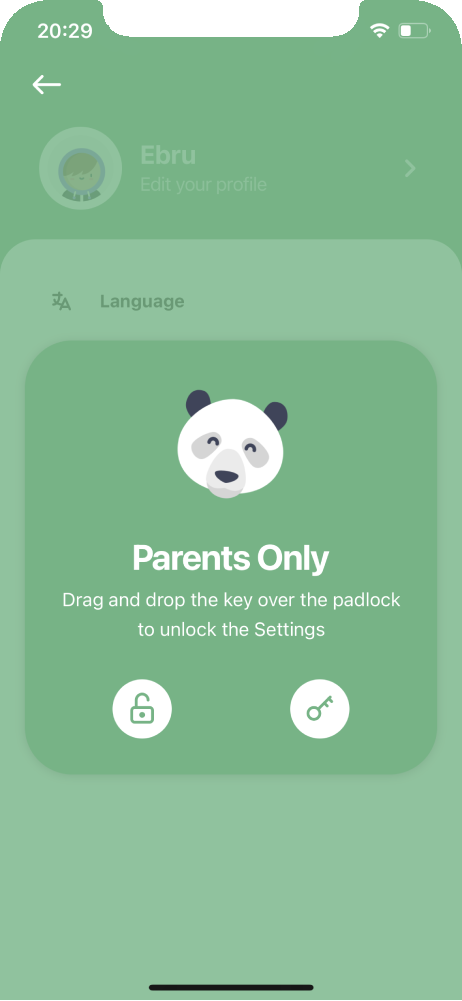 20:29
Ebru
Edit your profile
Language
Parents Only
Drag and drop the key over the padlock
to unlock the Settings